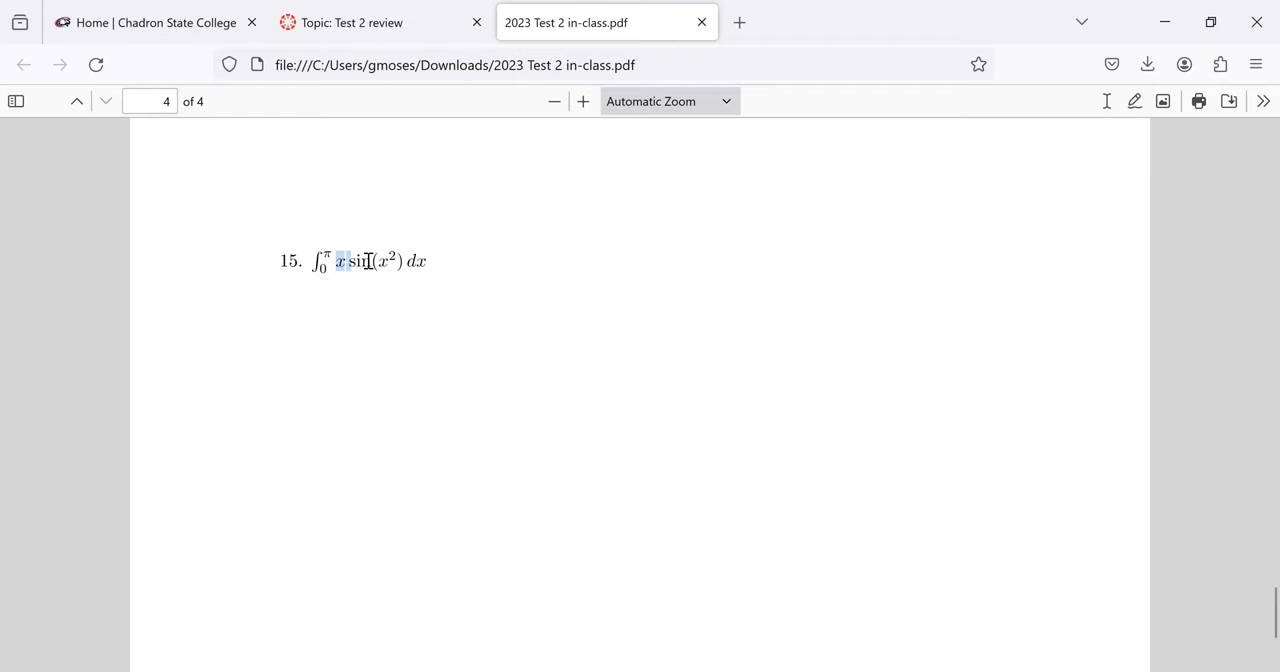 Home | Chadron State College
Topic: Test 2 review
2023 Test 2 in-class.pdf
file:///C:/Users/gmoses/Downloads/2023 Test 2 in-class.pdf
4 of 4
Automatic Zoom
15. ∫₀^π x sin(x²) dx